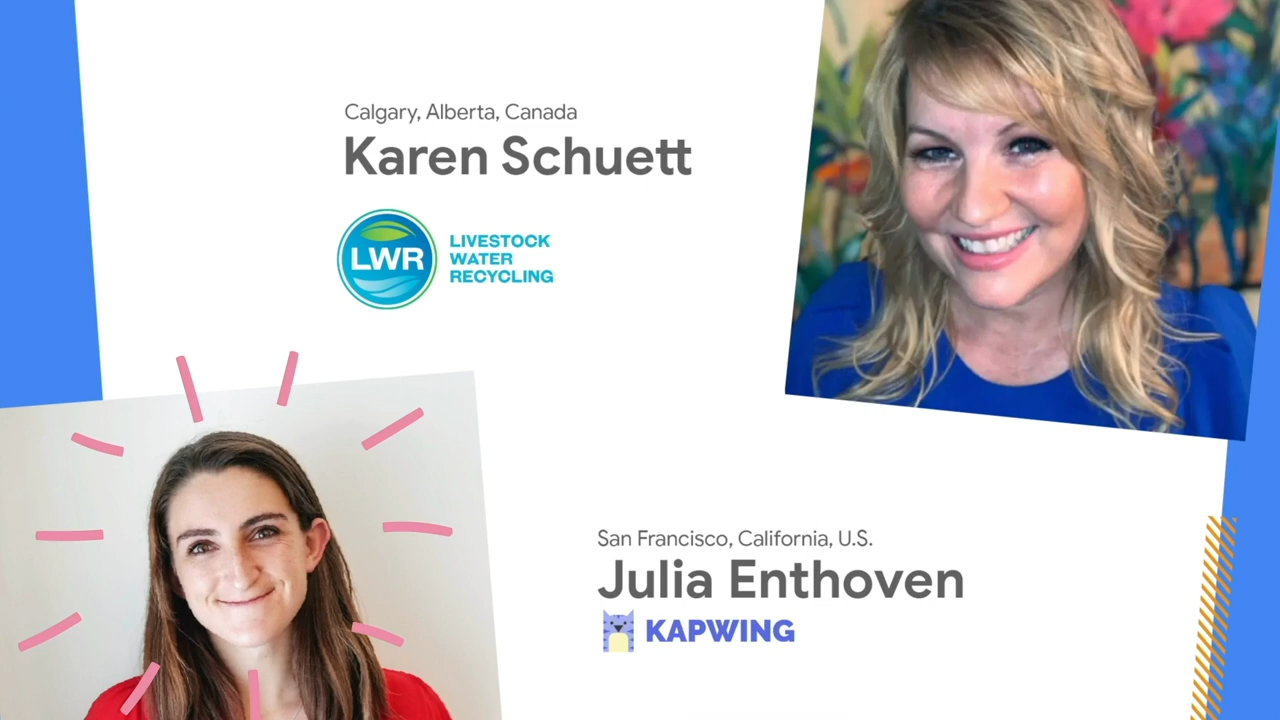 Calgary, Alberta, Canada
Karen Schuett
LWR
LIVESTOCK
WATER
RECYCLING
San Francisco, California, U.S.
Julia Enthoven
KAPWING